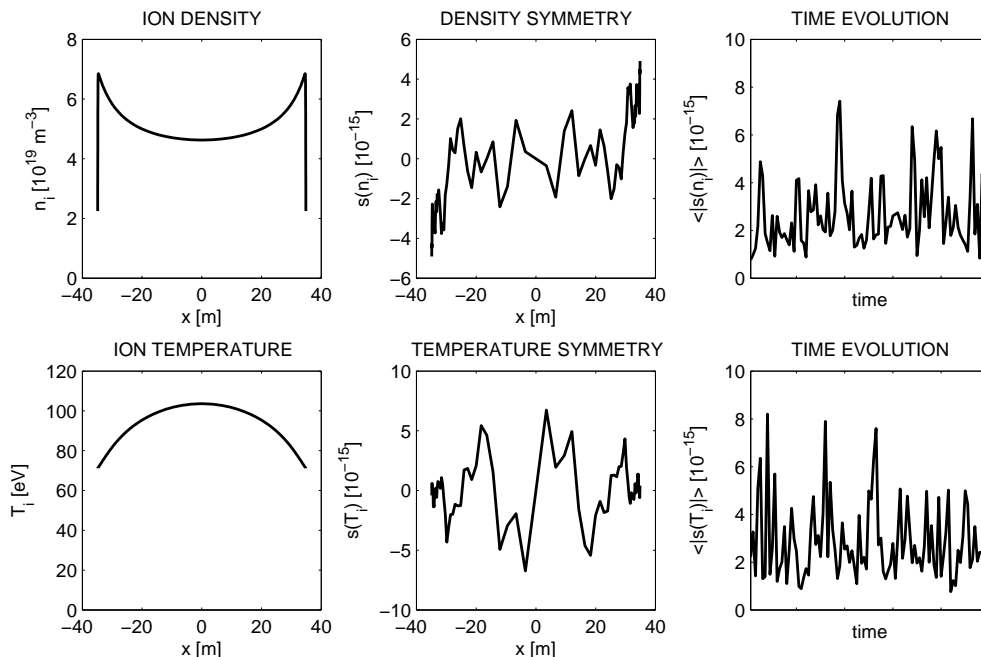 ION DENSITY
8
6
4
2
0
n_i [10^19 m^−3]
−40 −20 0 20 40
x [m]
DENSITY SYMMETRY
6
4
2
0
−2
−4
−6
s(n_i) [10^−15]
−40 −20 0 20 40
x [m]
TIME EVOLUTION
10
8
6
4
2
0
<|s(n_i)|> [10^−15]
time
ION TEMPERATURE
120
100
80
60
40
20
0
T_i [eV]
−40 −20 0 20 40
x [m]
TEMPERATURE SYMMETRY
10
5
0
−5
−10
s(T_i) [10^−15]
−40 −20 0 20 40
x [m]
TIME EVOLUTION
10
8
6
4
2
0
<|s(T_i)|> [10^−15]
time